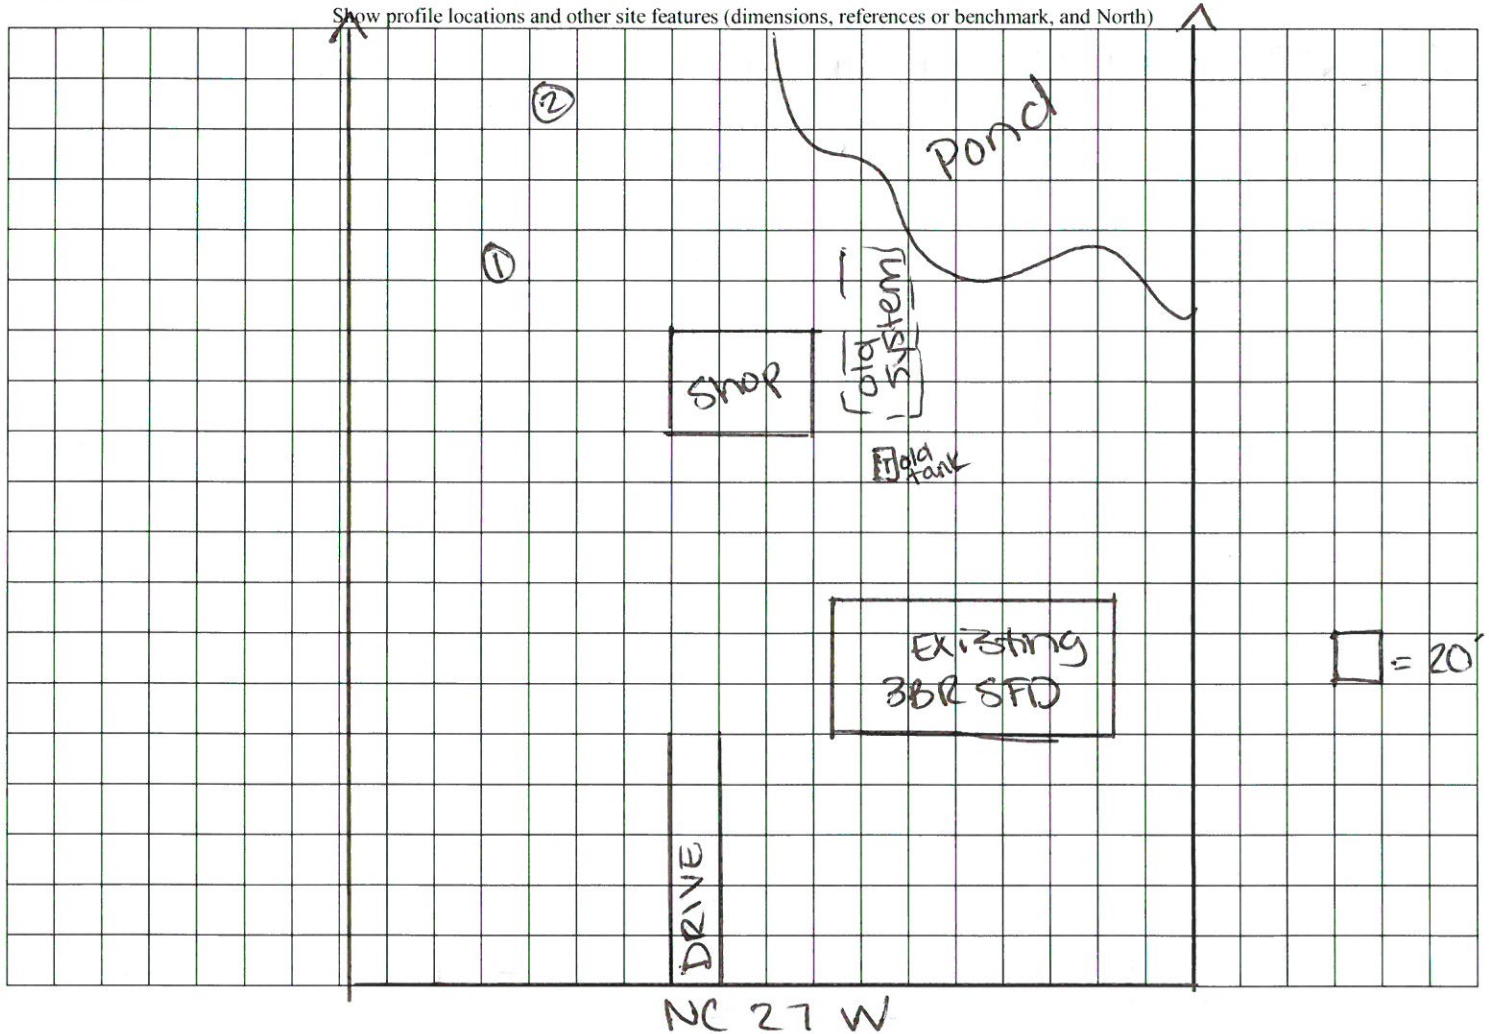 Show profile locations and other site features (dimensions, references or benchmark, and North)
2
Pond
1
old
system
Shop
T
old
tank
Existing
3BR SFD
= 20'
DRIVE
NC 27 W